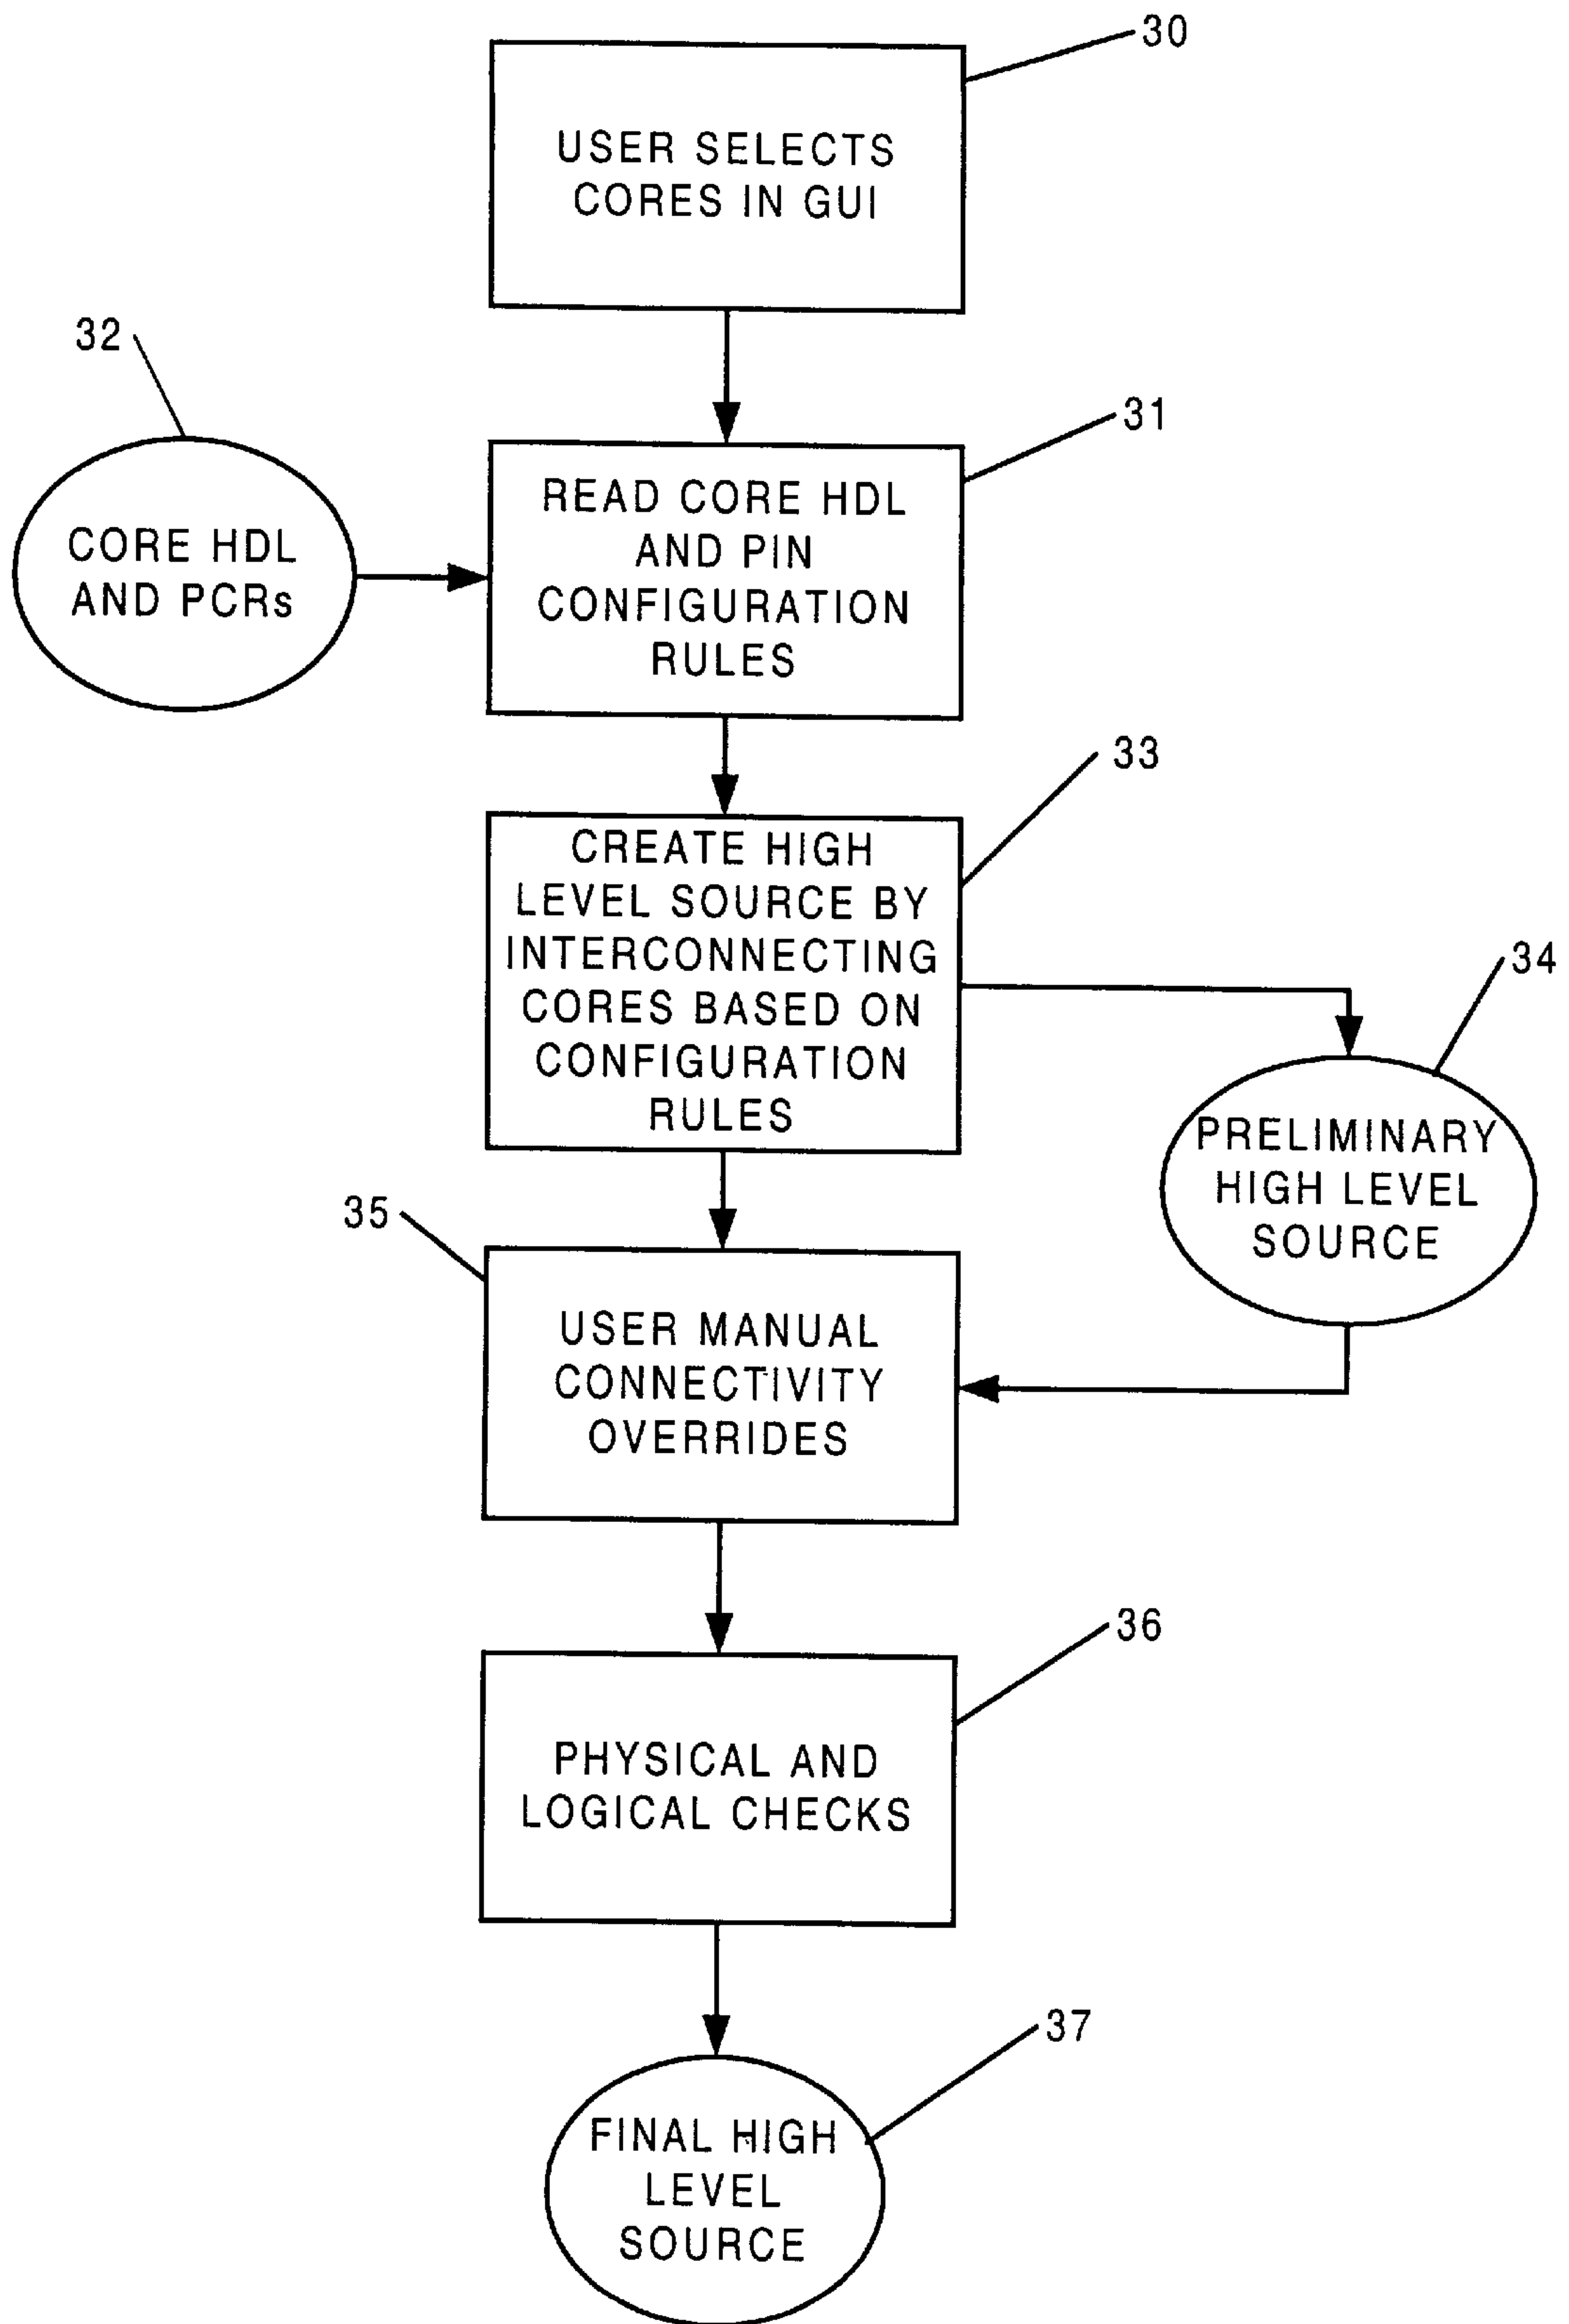 30
USER SELECTS
CORES IN GUI
32
31
CORE HDL
AND PCRs
READ CORE HDL
AND PIN
CONFIGURATION
RULES
33
CREATE HIGH
LEVEL SOURCE BY
INTERCONNECTING
CORES BASED ON
CONFIGURATION
RULES
34
PRELIMINARY
HIGH LEVEL
SOURCE
35
USER MANUAL
CONNECTIVITY
OVERRIDES
36
PHYSICAL AND
LOGICAL CHECKS
37
FINAL HIGH
LEVEL
SOURCE